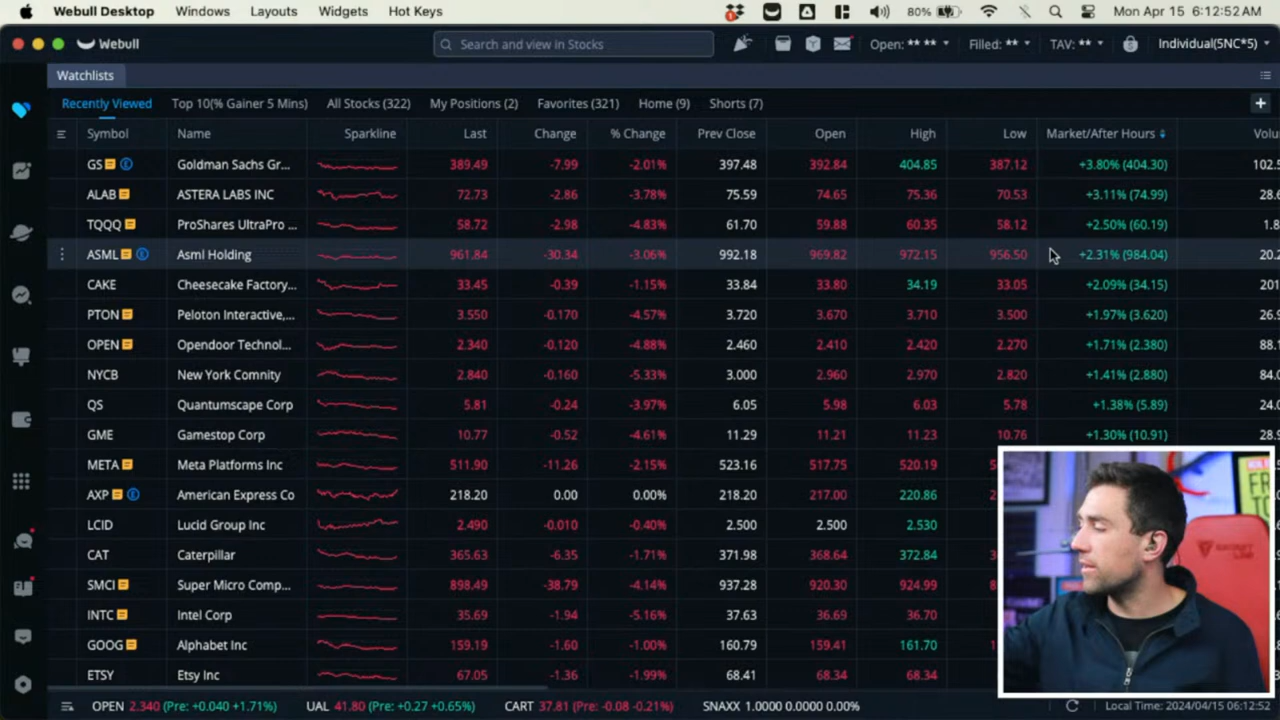 Webull Desktop Windows Layouts Widgets Hot Keys 80% Mon Apr 15 6:12:52 AM
Webull Search and view in Stocks Open: ** ** Filled: ** TAV: ** Individual(5NC*5)
Watchlists
Recently Viewed Top 10(% Gainer 5 Mins) All Stocks (322) My Positions (2) Favorites (321) Home (9) Shorts (7)
Symbol Name Sparkline Last Change % Change Prev Close Open High Low Market/After Hours Volu
GS Goldman Sachs Gr... 389.49 -7.99 -2.01% 397.48 392.84 404.85 387.12 +3.80% (404.30) 102.
ALAB ASTERA LABS INC 72.73 -2.86 -3.78% 75.59 74.65 75.36 70.53 +3.11% (74.99) 28.
TQQQ ProShares UltraPro ... 58.72 -2.98 -4.83% 61.70 59.88 60.35 58.12 +2.50% (60.19) 1.8
ASML Asml Holding 961.84 -30.34 -3.06% 992.18 969.82 972.15 956.50 +2.31% (984.04) 20.
CAKE Cheesecake Factory... 33.45 -0.39 -1.15% 33.84 33.80 34.19 33.05 +2.09% (34.15) 201
PTON Peloton Interactive,... 3.550 -0.170 -4.57% 3.720 3.670 3.710 3.500 +1.97% (3.620) 26.
OPEN Opendoor Technol... 2.340 -0.120 -4.88% 2.460 2.410 2.420 2.270 +1.71% (2.380) 88.
NYCB New York Comnity 2.840 -0.160 -5.33% 3.000 2.960 2.970 2.820 +1.41% (2.880) 84.
QS Quantumscape Corp 5.81 -0.24 -3.97% 6.05 5.98 6.03 5.78 +1.38% (5.89) 24.
GME Gamestop Corp 10.77 -0.52 -4.61% 11.29 11.21 11.23 10.76 +1.30% (10.91) 28.
META Meta Platforms Inc 511.90 -11.26 -2.15% 523.16 517.75 520.19
AXP American Express Co 218.20 0.00 0.00% 218.20 217.00 220.86
LCID Lucid Group Inc 2.490 -0.010 -0.40% 2.500 2.500 2.530
CAT Caterpillar 365.63 -6.35 -1.71% 371.98 368.64 372.84
SMCI Super Micro Comp... 898.49 -38.79 -4.14% 937.28 920.30 924.99
INTC Intel Corp 35.69 -1.94 -5.16% 37.63 36.69 36.70
GOOG Alphabet Inc 159.19 -1.60 -1.00% 160.79 159.41 161.70
ETSY Etsy Inc 67.05 -1.36 -1.99% 68.41 68.34 68.34
OPEN 2.340 (Pre: +0.040 +1.71%) UAL 41.80 (Pre: +0.27 +0.65%) CART 37.81 (Pre: -0.08 -0.21%) SNAXX 1.0000 0.0000 0.00% Local Time: 2024/04/15 06:12:52